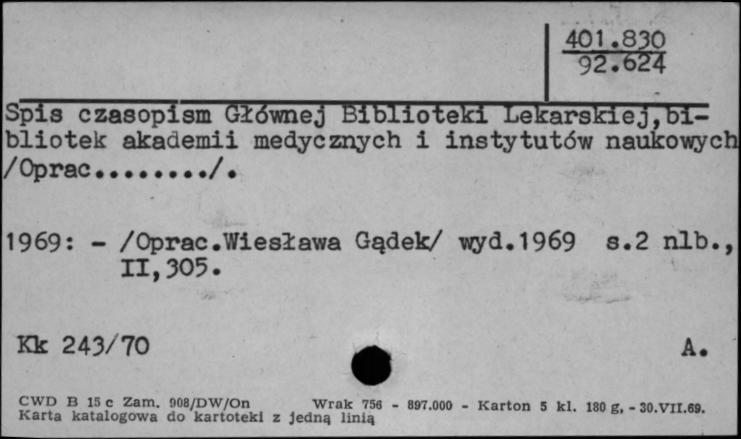 401.830
92.624
Spis czasopism Głównej Biblioteki Lekarskiej,bi-
bliotek akademii medycznych i instytutów naukowych
/Oprac......../.
1969: - /Oprac.Wiesława Gądek/ wyd.1969 s.2 nlb.,
II,305.
Kk 243/70 A.
CWD B 15 c Zam. 908/DW/On Wrak 756 - 897.000 - Karton 5 kl. 180 g, - 30.VII.69.
Karta katalogowa do kartoteki z jedną linią